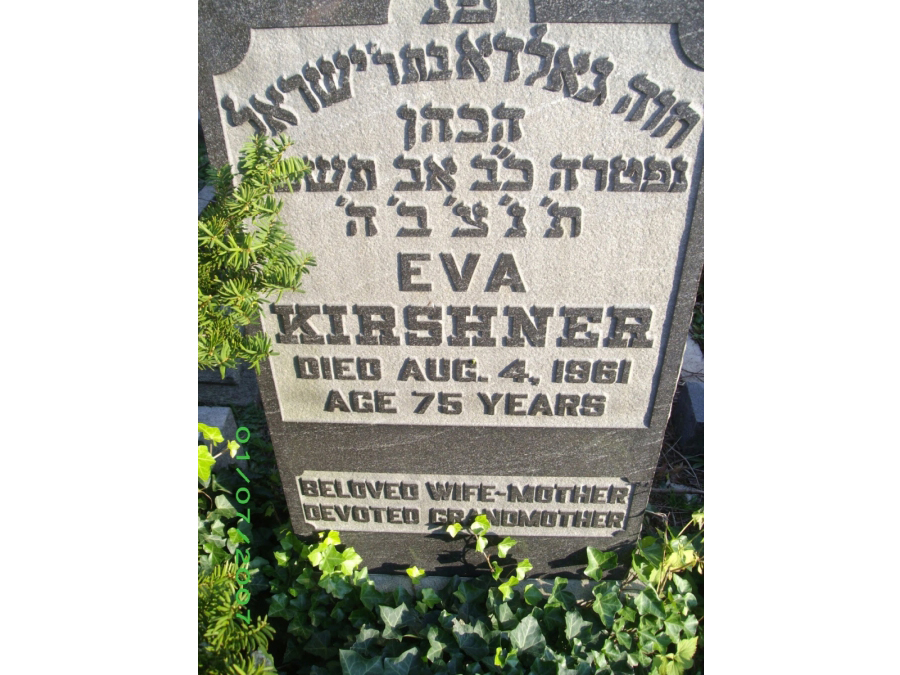 פנ
חוה גאלדא בת ר' ישראל
הכהן
נפטרה כ"ב אב
ת' נ' צ' ב' ה'
EVA
KIRSHNER
DIED AUG. 4, 1961
AGE 75 YEARS
BELOVED WIFE-MOTHER
DEVOTED GRANDMOTHER